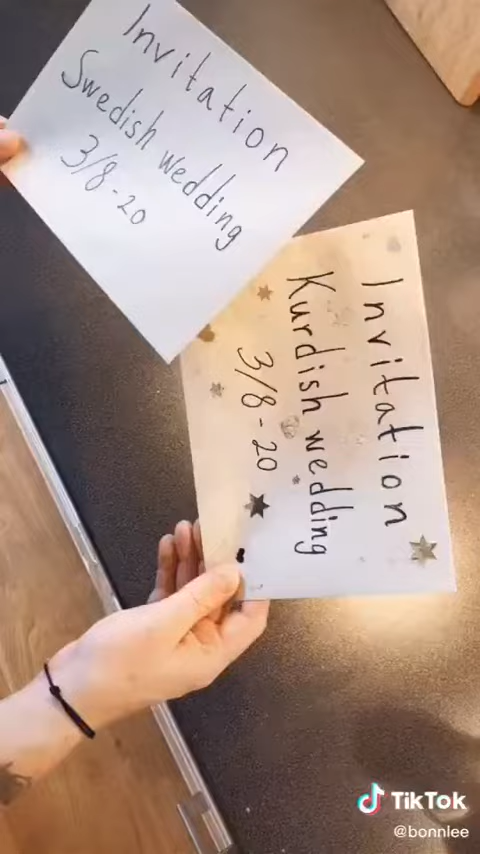 Invitation
Swedish wedding
3/8-20
Invitation
Kurdish wedding
3/8-20
TikTok
@bonnlee